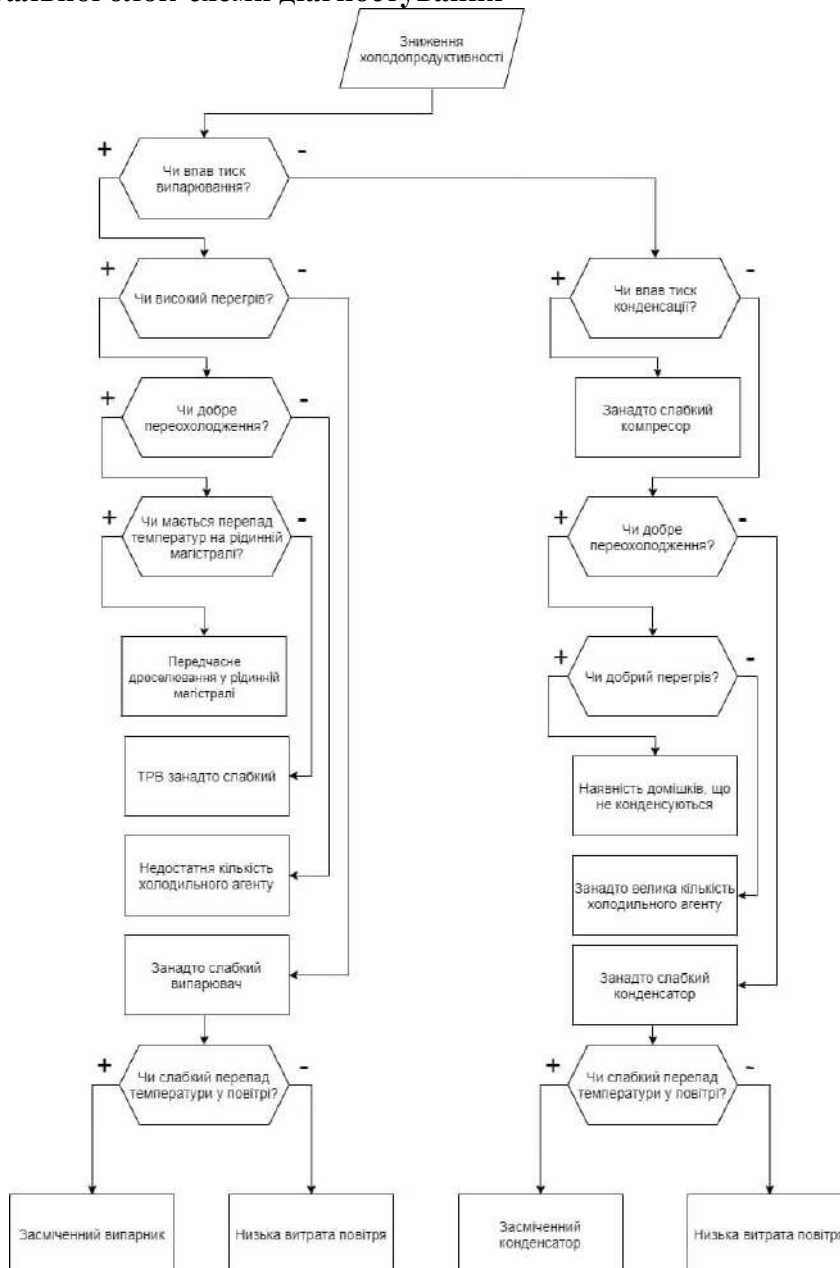 Зниження
холодопродуктивності
+
-
Чи впав тиск
випарювання?
+
-
Чи високий перегрів?
+
-
Чи впав тиск
конденсації?
+
-
Чи добре
переохолодження?
Занадто слабкий
компресор
+
-
Чи мається перепад
температур на рідинній
магістралі?
+
-
Чи добре
переохолодження?
Передчасне
дроселювання у рідинній
магістралі
+
-
Чи добрий перегрів?
ТРВ занадто слабкий
Наявність домішків, що
не конденсуються
Недостатня кількість
холодильного агенту
Занадто велика кількість
холодильного агенту
Занадто слабкий
випарювач
Занадто слабкий
конденсатор
+
-
Чи слабкий перепад
температури у повітрі?
+
-
Чи слабкий перепад
температури у повітрі?
Засміченний випарник
Низька витрата повітря
Засміченний
конденсатор
Низька витрата повітря